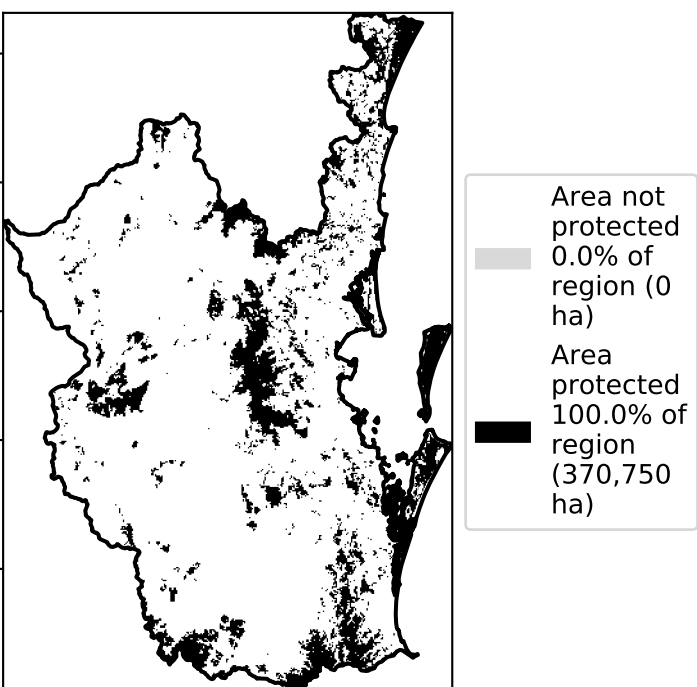 Area not
protected
0.0% of
region (0
ha)
Area
protected
100.0% of
region
(370,750
ha)